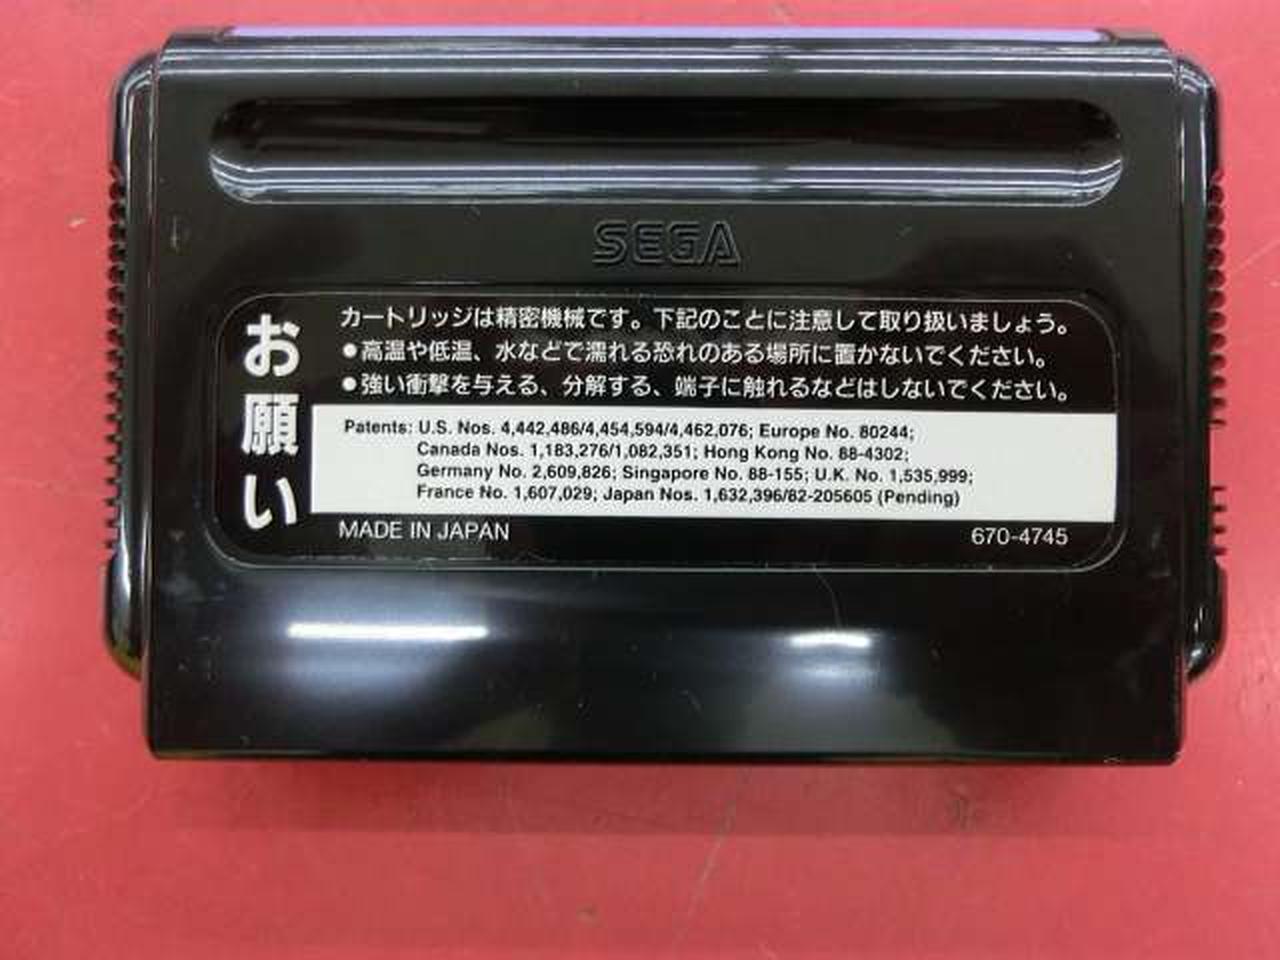 SEGA
お願い
カートリッジは精密機械です。下記のことに注意して取り扱いましょう。
●高温や低温、水などで濡れる恐れのある場所に置かないでください。
●強い衝撃を与える、分解する、端子に触れるなどはしないでください。
Patents: U.S. Nos. 4,442,486/4,454,594/4,462,076; Europe No. 80244;
Canada Nos. 1,183,276/1,082,351; Hong Kong No. 88-4302;
Germany No. 2,609,826; Singapore No. 88-155; U.K. No. 1,535,999;
France No. 1,607,029; Japan Nos. 1,632,396/82-205605 (Pending)
MADE IN JAPAN
670-4745